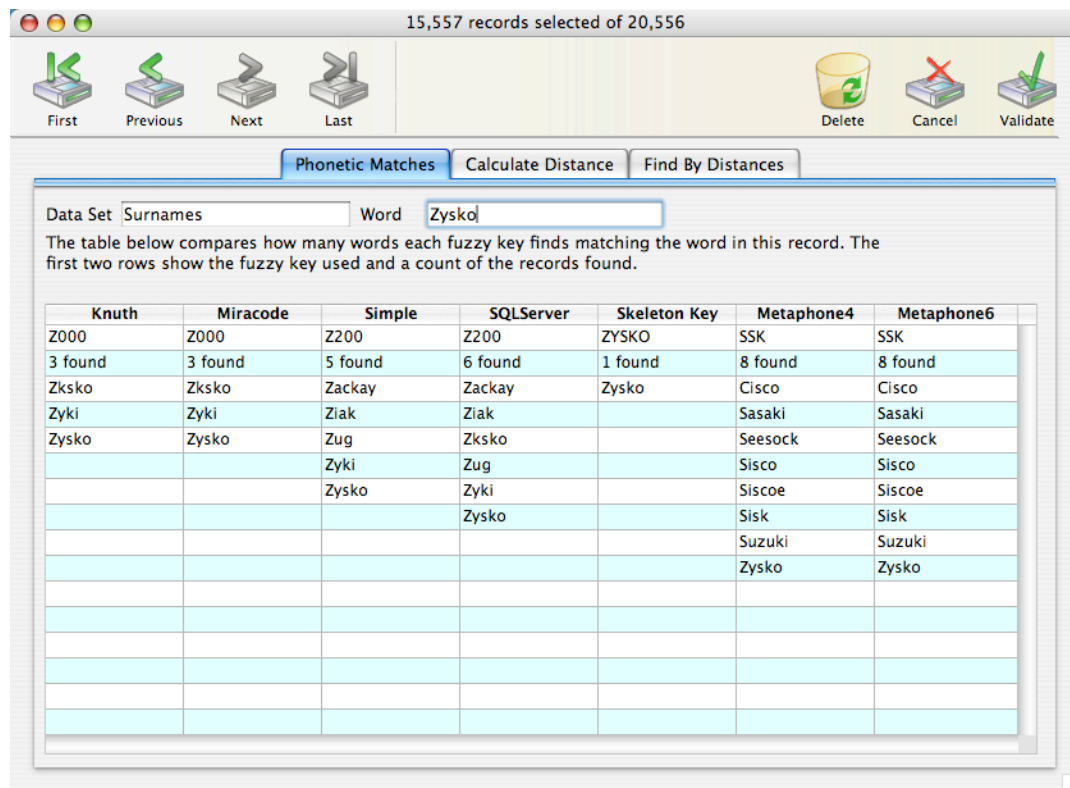 15,557 records selected of 20,556
First Previous Next Last Delete Cancel Validate
Phonetic Matches Calculate Distance Find By Distances
Data Set Surnames Word Zysko
The table below compares how many words each fuzzy key finds matching the word in this record. The
first two rows show the fuzzy key used and a count of the records found.
Knuth Miracode Simple SQLServer Skeleton Key Metaphone4 Metaphone6
Z000 Z000 Z200 Z200 ZYSKO SSK SSK
3 found 3 found 5 found 6 found 1 found 8 found 8 found
Zksko Zksko Zackay Zackay Zysko Cisco Cisco
Zyki Zyki Ziak Ziak Sasaki Sasaki
Zysko Zysko Zug Zksko Seesock Seesock
Zyki Zug Sisco Sisco
Zysko Zyki Siscoe Siscoe
Zysko Sisk Sisk
Suzuki Suzuki
Zysko Zysko